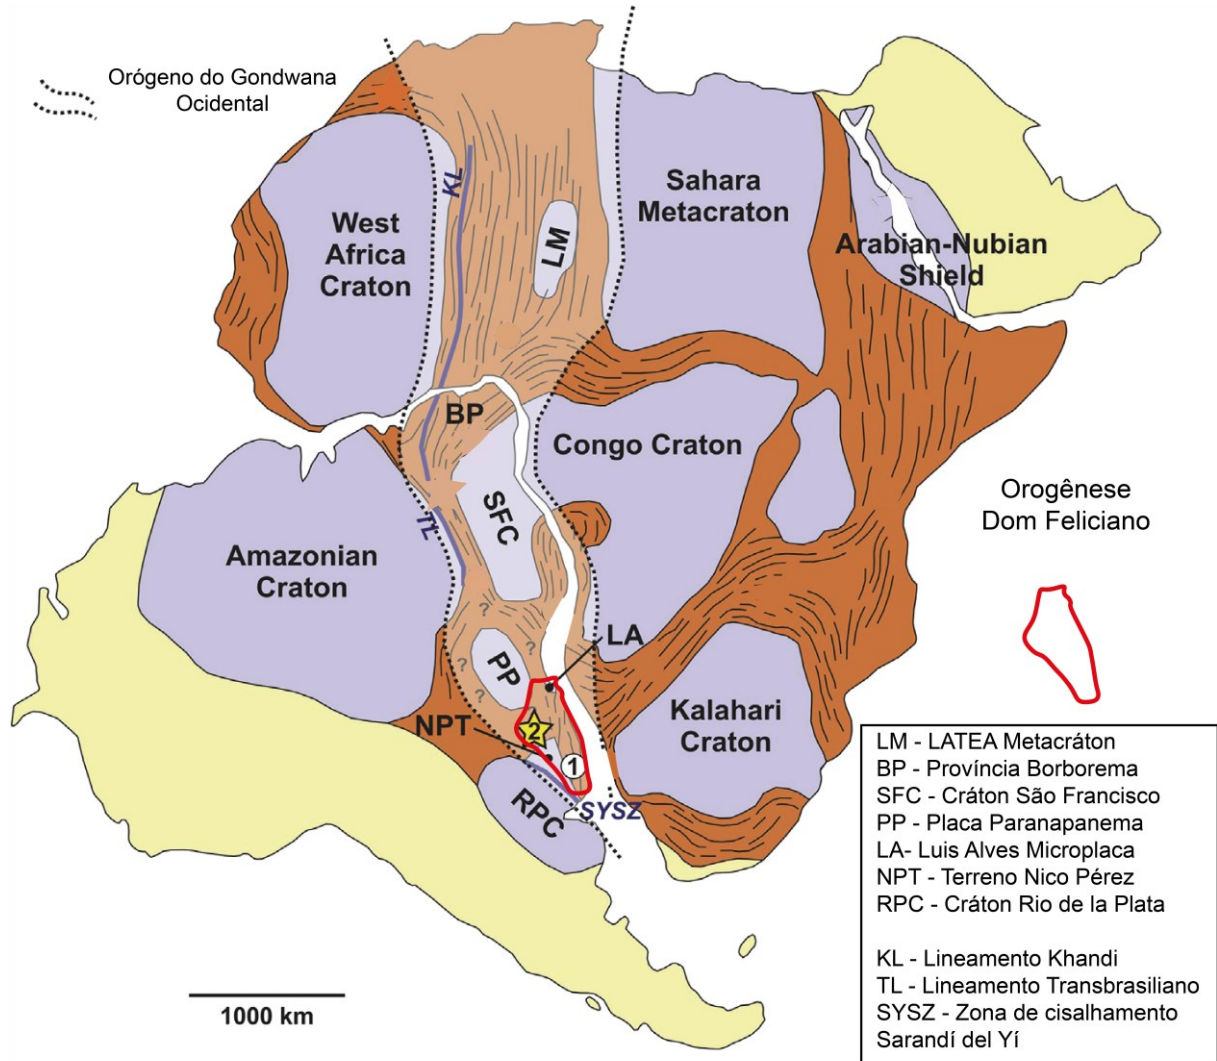 Orógeno do Gondwana
Ocidental
KL
West
Africa
Craton
LM
Sahara
Metacraton
Arabian-Nubian
Shield
BP
Congo Craton
SFC
TL
Amazonian
Craton
Orogênese
Dom Feliciano
?
?
?
?
LA
PP
NPT
2
1
Kalahari
Craton
RPC
SYSZ
1000 km
LM - LATEA Metacráton
BP - Província Borborema
SFC - Cráton São Francisco
PP - Placa Paranapanema
LA- Luis Alves Microplaca
NPT - Terreno Nico Pérez
RPC - Cráton Rio de la Plata
KL - Lineamento Khandi
TL - Lineamento Transbrasiliano
SYSZ - Zona de cisalhamento
Sarandí del Yí